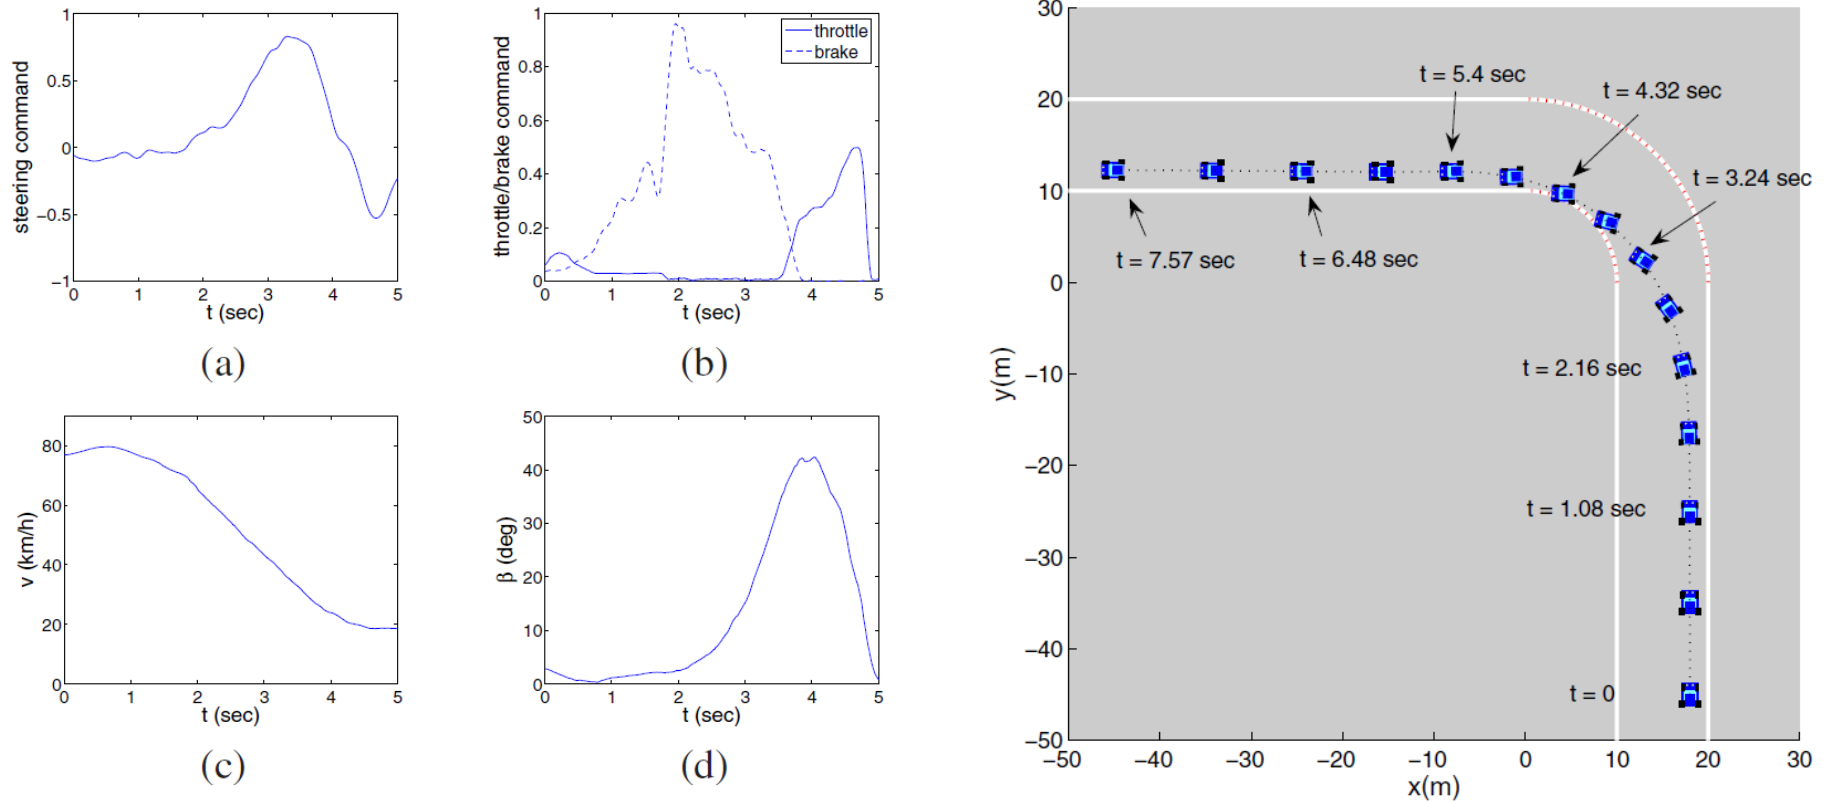 1
0.5
0
−0.5
−1
0 1 2 3 4 5
steering command
t (sec)
(a)
1
0.8
0.6
0.4
0.2
0
0 1 2 3 4 5
throttle/brake command
throttle
brake
t (sec)
(b)
80
60
40
20
0
0 1 2 3 4 5
v (km/h)
t (sec)
(c)
50
40
30
20
10
0
0 1 2 3 4 5
β (deg)
t (sec)
(d)
30
20
10
0
−10
−20
−30
−40
−50
−50 −40 −30 −20 −10 0 10 20 30
y(m)
x(m)
t = 5.4 sec
t = 4.32 sec
t = 3.24 sec
t = 7.57 sec
t = 6.48 sec
t = 2.16 sec
t = 1.08 sec
t = 0